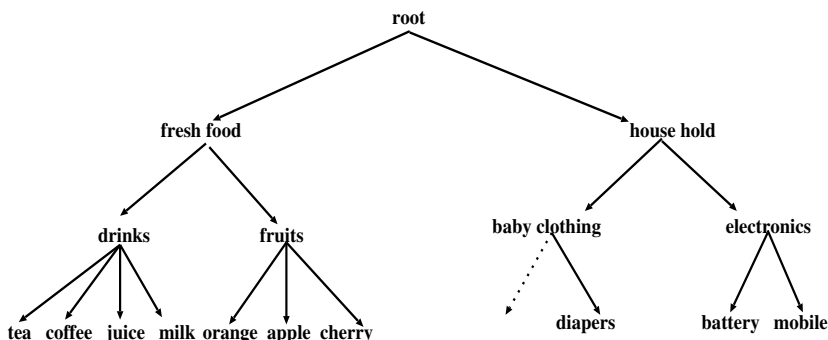 root
fresh food
house hold
drinks
fruits
baby clothing
electronics
tea
coffee
juice
milk
orange
apple
cherry
diapers
battery
mobile